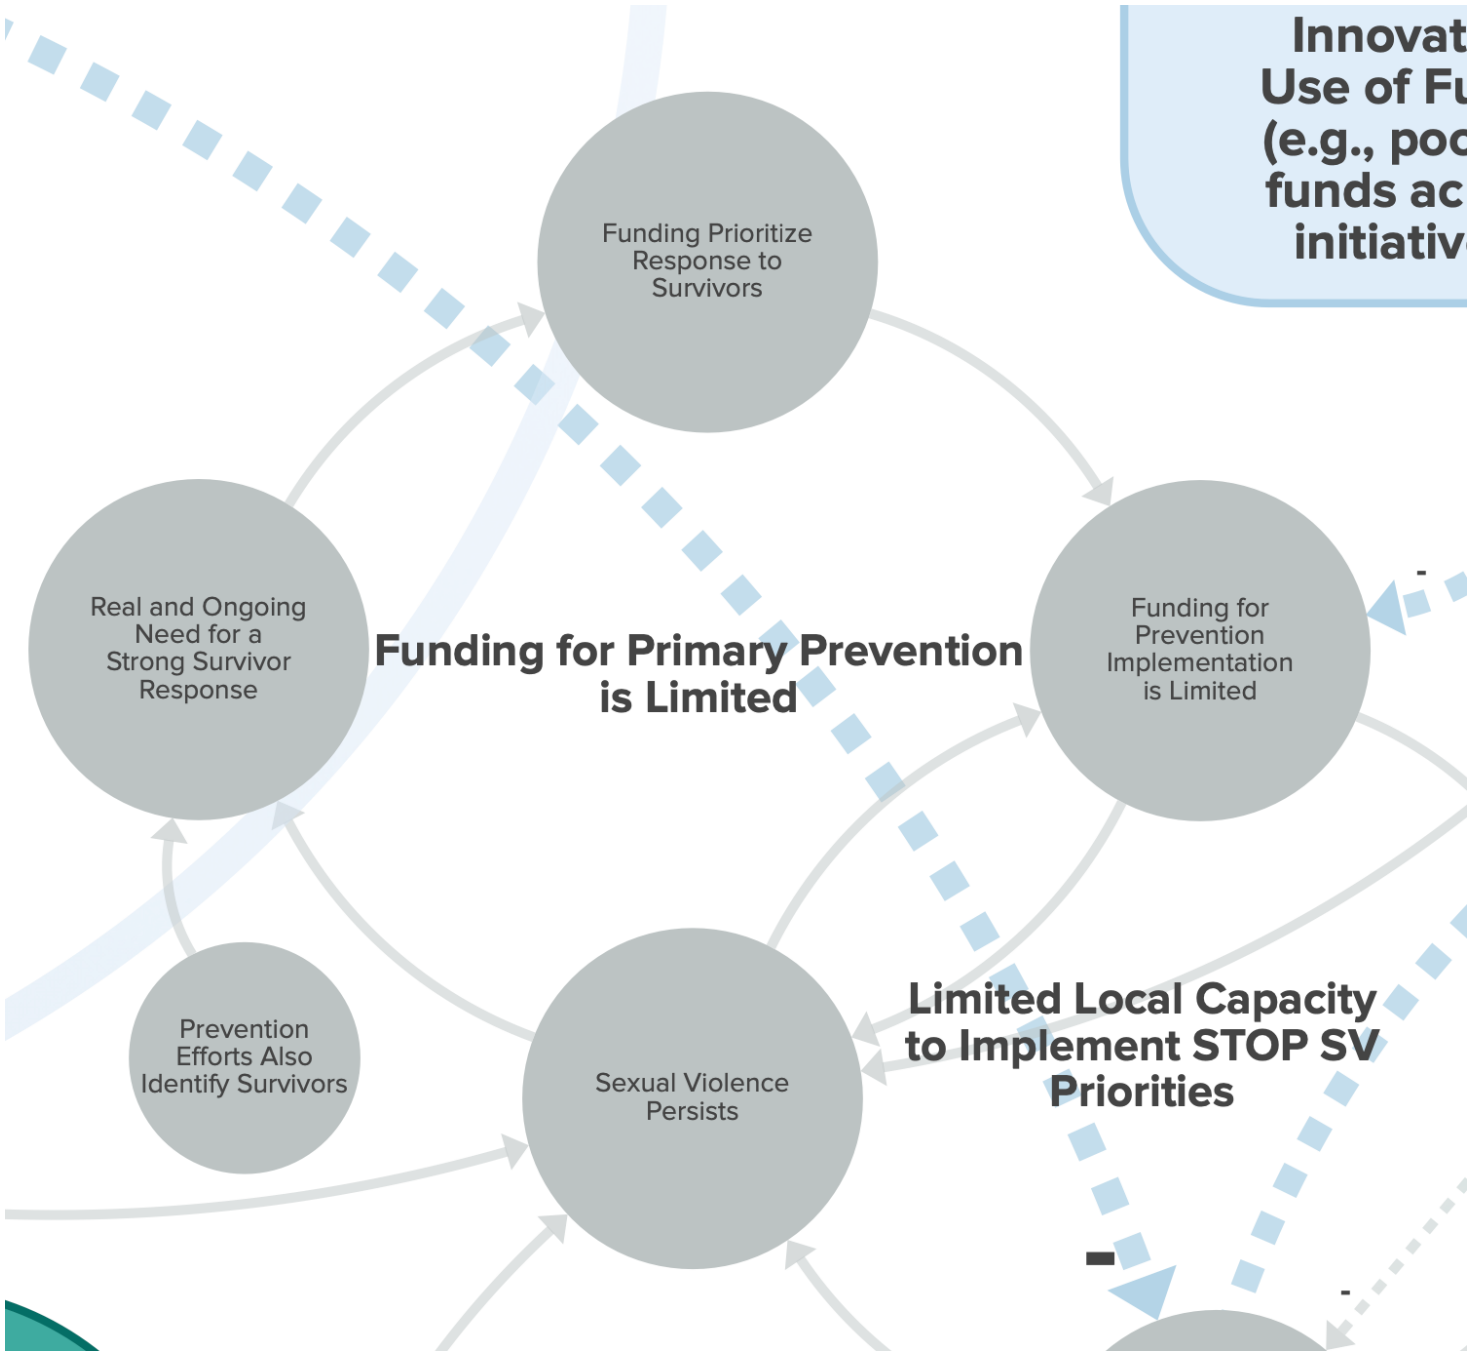 Innovat
Use of Fu
(e.g., poo
funds ac
initiativ
Funding Prioritize
Response to
Survivors
-
Real and Ongoing
Need for a
Strong Survivor
Response
Funding for Primary Prevention
is Limited
Funding for
Prevention
Implementation
is Limited
Limited Local Capacity
to Implement STOP SV
Priorities
Prevention
Efforts Also
Identify Survivors
Sexual Violence
Persists
-
-